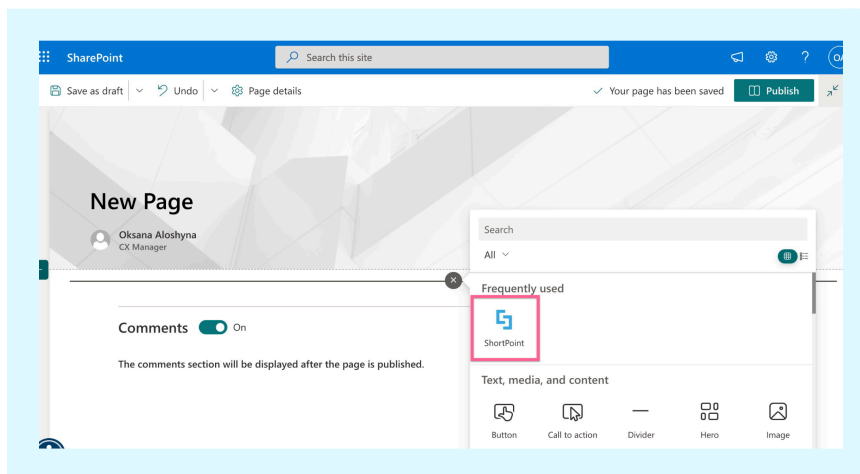 SharePoint
Search this site
?
Save as draft
Undo
Page details
Your page has been saved
Publish
New Page
Oksana Aloshyna
CX Manager
Search
All
Frequently used
ShortPoint
Comments
On
The comments section will be displayed after the page is published.
Text, media, and content
Button
Call to action
Divider
Hero
Image